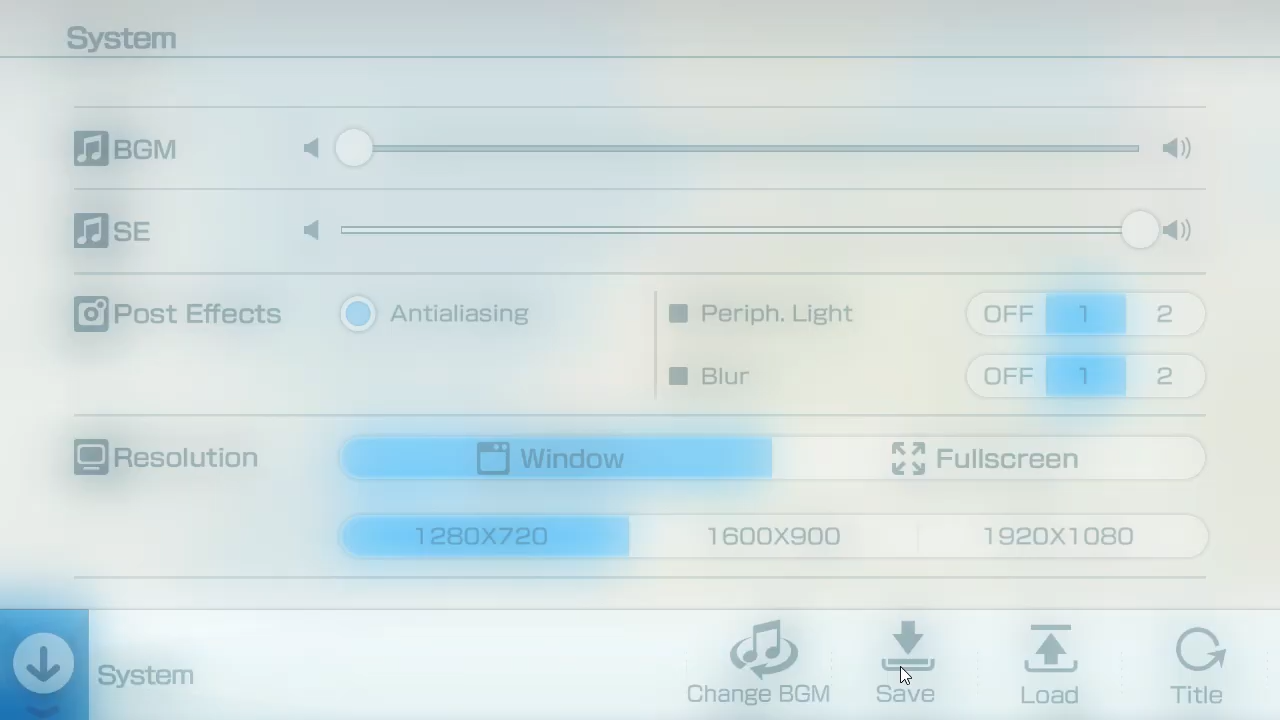 System
BGM
SE
Post Effects Antialiasing Periph. Light OFF 1 2
Blur OFF 1 2
Resolution Window Fullscreen
1280X720 1600X900 1920X1080
System Change BGM Save Load Title